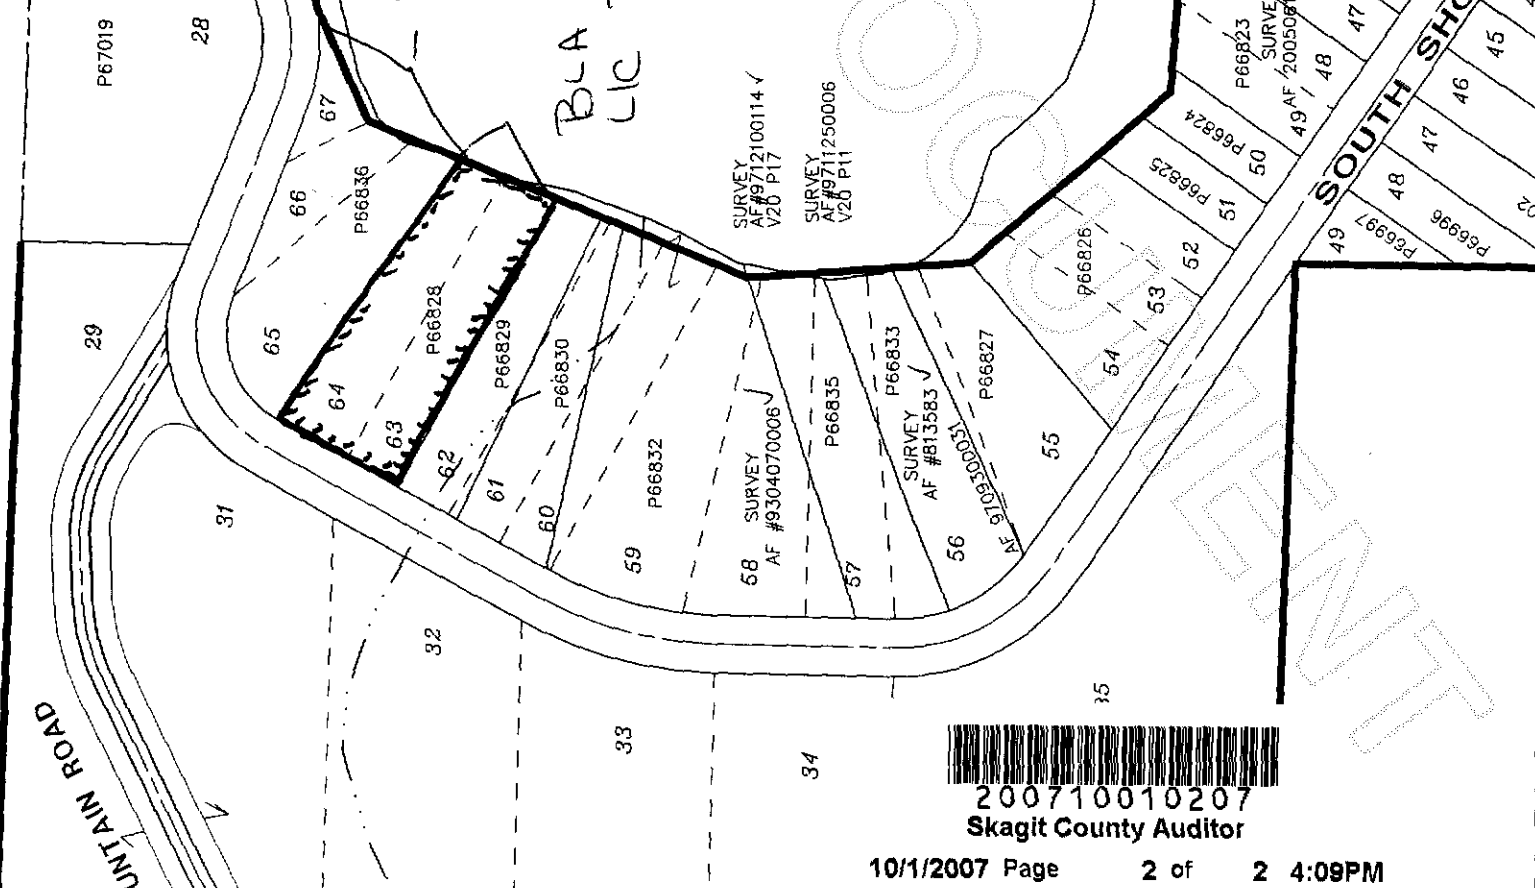 P67019
28
67
66
P66836
65
64
P66828
63
29
BLA
LIC
SURVEY
AF#9712100114 ✓
V20 P17
SURVEY
AF#9711250006
V20 P11
P66823
47
48
49
P66824
50
P66825
51
52
P66826
53
54
SOUTH SHO
45
46
47
48
P66996
P66997
49
P66829
62
P66830
61
60
P66832
59
SURVEY
AF #9304070006 ✓
58
P66835
57
P66833
SURVEY
AF #813583 ✓
56
AF 9109300031
P66827
55
31
32
33
34
UNTAIN ROAD
OCUMENT
200710010207
Skagit County Auditor
10/1/2007 Page 2 of 2 4:09PM